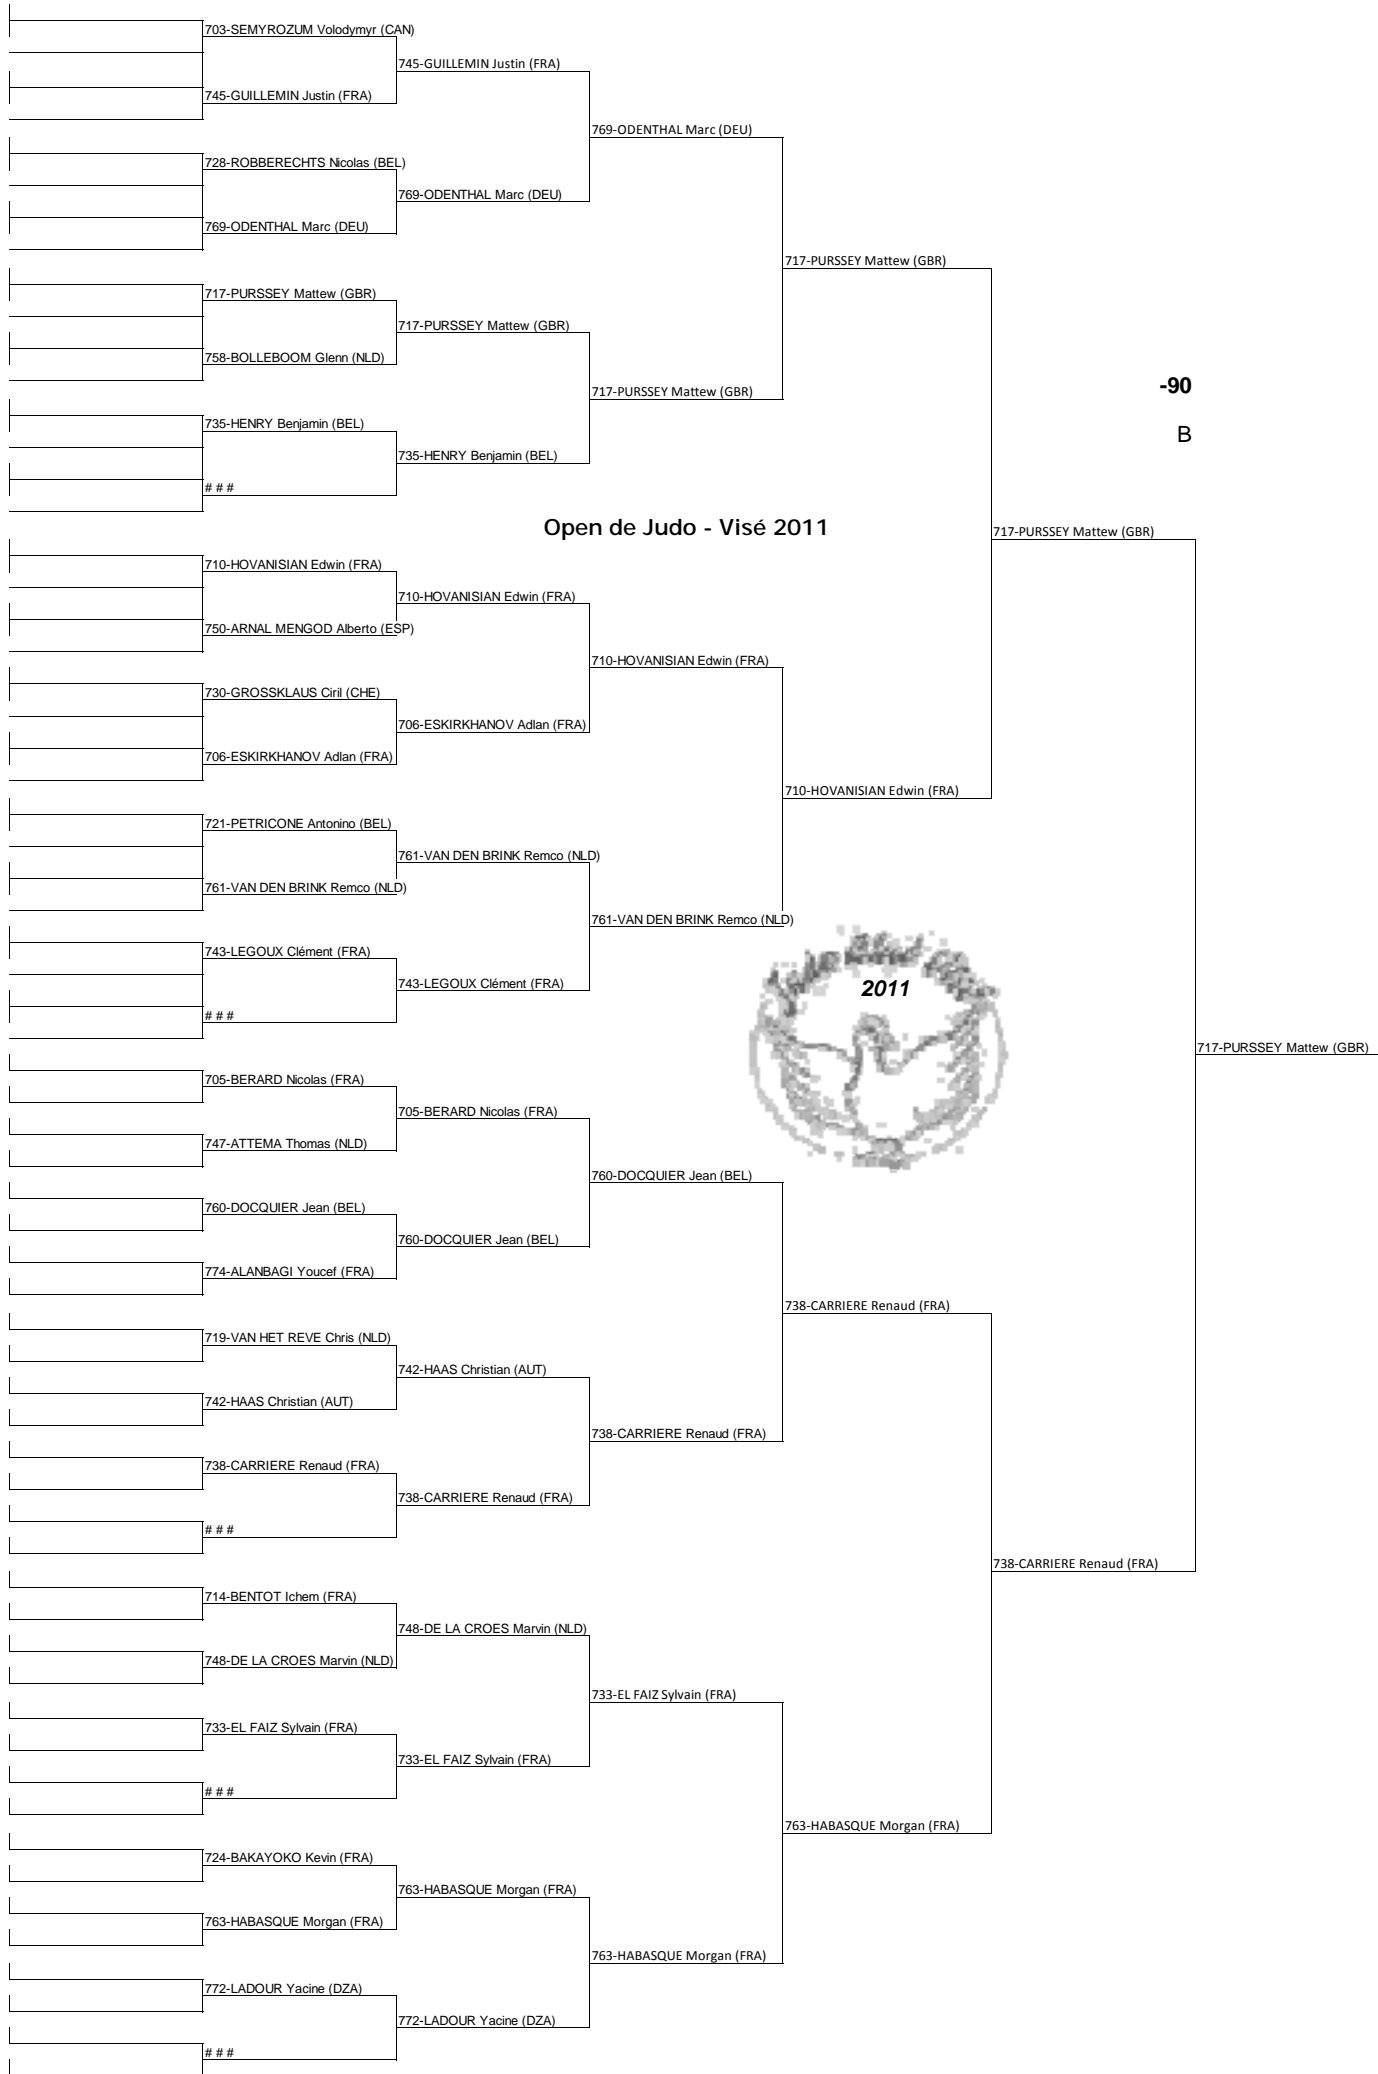 703-SEMYROZUM Volodymyr (CAN)
745-GUILLEMIN Justin (FRA)
745-GUILLEMIN Justin (FRA)
769-ODENTHAL Marc (DEU)
728-ROBBERECHTS Nicolas (BEL)
769-ODENTHAL Marc (DEU)
769-ODENTHAL Marc (DEU)
717-PURSSEY Mattew (GBR)
717-PURSSEY Mattew (GBR)
717-PURSSEY Mattew (GBR)
758-BOLLEBOOM Glenn (NLD)
717-PURSSEY Mattew (GBR)
-90
735-HENRY Benjamin (BEL)
B
735-HENRY Benjamin (BEL)
# # #
Open de Judo - Visé 2011
717-PURSSEY Mattew (GBR)
710-HOVANISIAN Edwin (FRA)
710-HOVANISIAN Edwin (FRA)
750-ARNAL MENGOD Alberto (ESP)
710-HOVANISIAN Edwin (FRA)
730-GROSSKLAUS Ciril (CHE)
706-ESKIRKHANOV Adlan (FRA)
706-ESKIRKHANOV Adlan (FRA)
710-HOVANISIAN Edwin (FRA)
721-PETRICONE Antonino (BEL)
761-VAN DEN BRINK Remco (NLD)
761-VAN DEN BRINK Remco (NLD)
761-VAN DEN BRINK Remco (NLD)
743-LEGOUX Clément (FRA)
743-LEGOUX Clément (FRA)
2011
# # #
717-PURSSEY Mattew (GBR)
705-BERARD Nicolas (FRA)
705-BERARD Nicolas (FRA)
747-ATTEMA Thomas (NLD)
760-DOCQUIER Jean (BEL)
760-DOCQUIER Jean (BEL)
760-DOCQUIER Jean (BEL)
774-ALANBAGI Youcef (FRA)
738-CARRIERE Renaud (FRA)
719-VAN HET REVE Chris (NLD)
742-HAAS Christian (AUT)
742-HAAS Christian (AUT)
738-CARRIERE Renaud (FRA)
738-CARRIERE Renaud (FRA)
738-CARRIERE Renaud (FRA)
# # #
738-CARRIERE Renaud (FRA)
714-BENTOT Ichem (FRA)
748-DE LA CROES Marvin (NLD)
748-DE LA CROES Marvin (NLD)
733-EL FAIZ Sylvain (FRA)
733-EL FAIZ Sylvain (FRA)
733-EL FAIZ Sylvain (FRA)
# # #
763-HABASQUE Morgan (FRA)
724-BAKAYOKO Kevin (FRA)
763-HABASQUE Morgan (FRA)
763-HABASQUE Morgan (FRA)
763-HABASQUE Morgan (FRA)
772-LADOUR Yacine (DZA)
772-LADOUR Yacine (DZA)
# # #